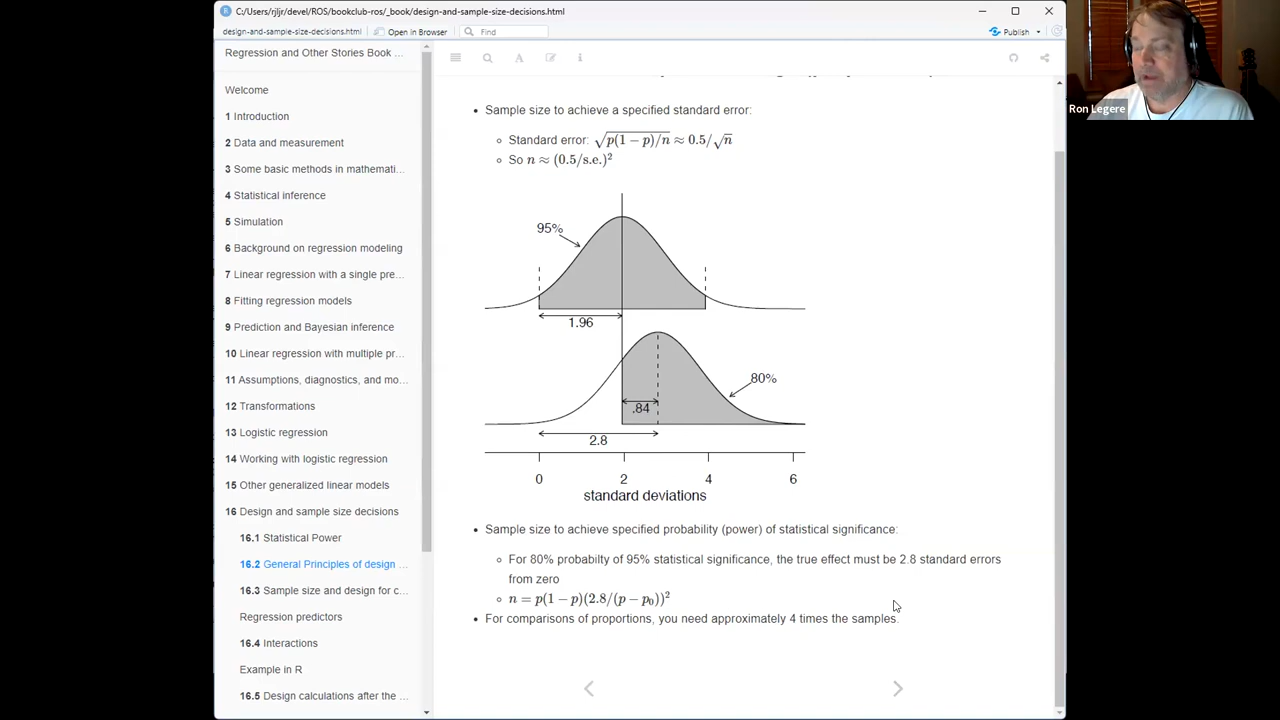 C:/Users/rjljr/devel/ROS/bookclub-ros/_book/design-and-sample-size-decisions.html
design-and-sample-size-decisions.html
Open in Browser
Find
Publish
Regression and Other Stories Book ...
Welcome
1 Introduction
2 Data and measurement
3 Some basic methods in mathemati...
4 Statistical inference
5 Simulation
6 Background on regression modeling
7 Linear regression with a single pre...
8 Fitting regression models
9 Prediction and Bayesian inference
10 Linear regression with multiple pr...
11 Assumptions, diagnostics, and mo...
12 Transformations
13 Logistic regression
14 Working with logistic regression
15 Other generalized linear models
16 Design and sample size decisions
16.1 Statistical Power
16.2 General Principles of design ...
16.3 Sample size and design for c...
Regression predictors
16.4 Interactions
Example in R
16.5 Design calculations after the ...
A
i
• Sample size to achieve a specified standard error:
◦ Standard error: √p(1 − p)/n ≈ 0.5/√n
◦ So n ≈ (0.5/s.e.)²
95%
1.96
80%
.84
2.8
0 2 4 6
standard deviations
• Sample size to achieve specified probability (power) of statistical significance:
◦ For 80% probabilty of 95% statistical significance, the true effect must be 2.8 standard errors
from zero
◦ n = p(1 − p)(2.8/(p − p₀))²
• For comparisons of proportions, you need approximately 4 times the samples.
Ron Legere